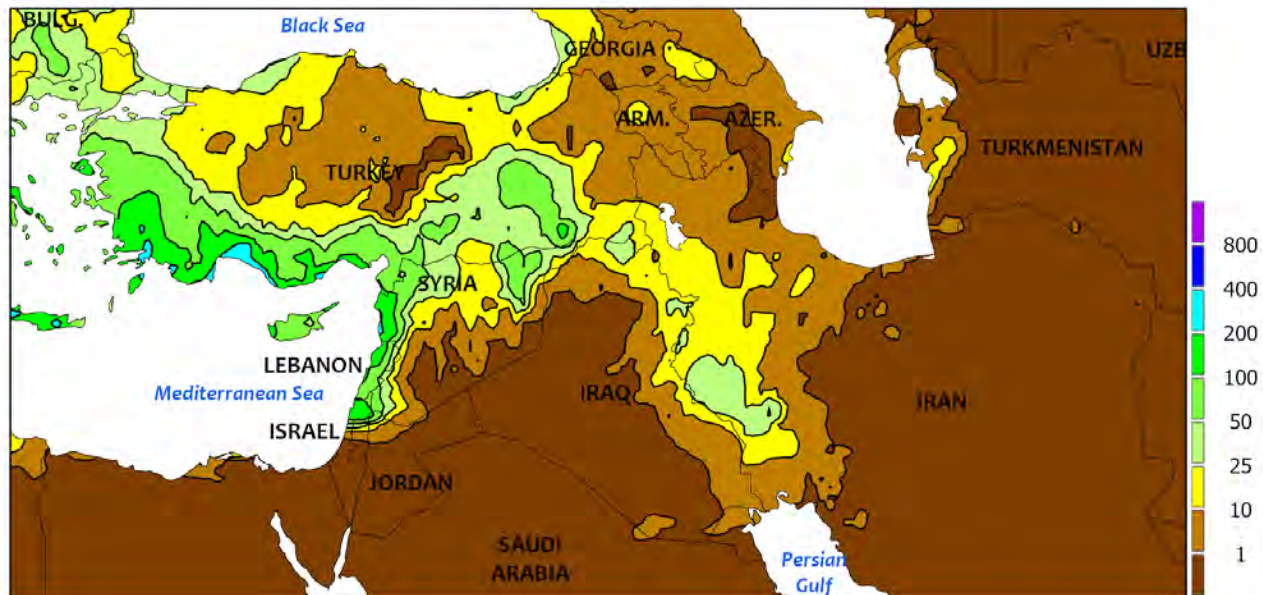 BULG.
Black Sea
GEORGIA
UZB
ARM.
AZER.
TURKMENISTAN
TURKEY
SYRIA
LEBANON
Mediterranean Sea
ISRAEL
IRAQ
IRAN
JORDAN
SAUDI
ARABIA
Persian
Gulf
800
400
200
100
50
25
10
1